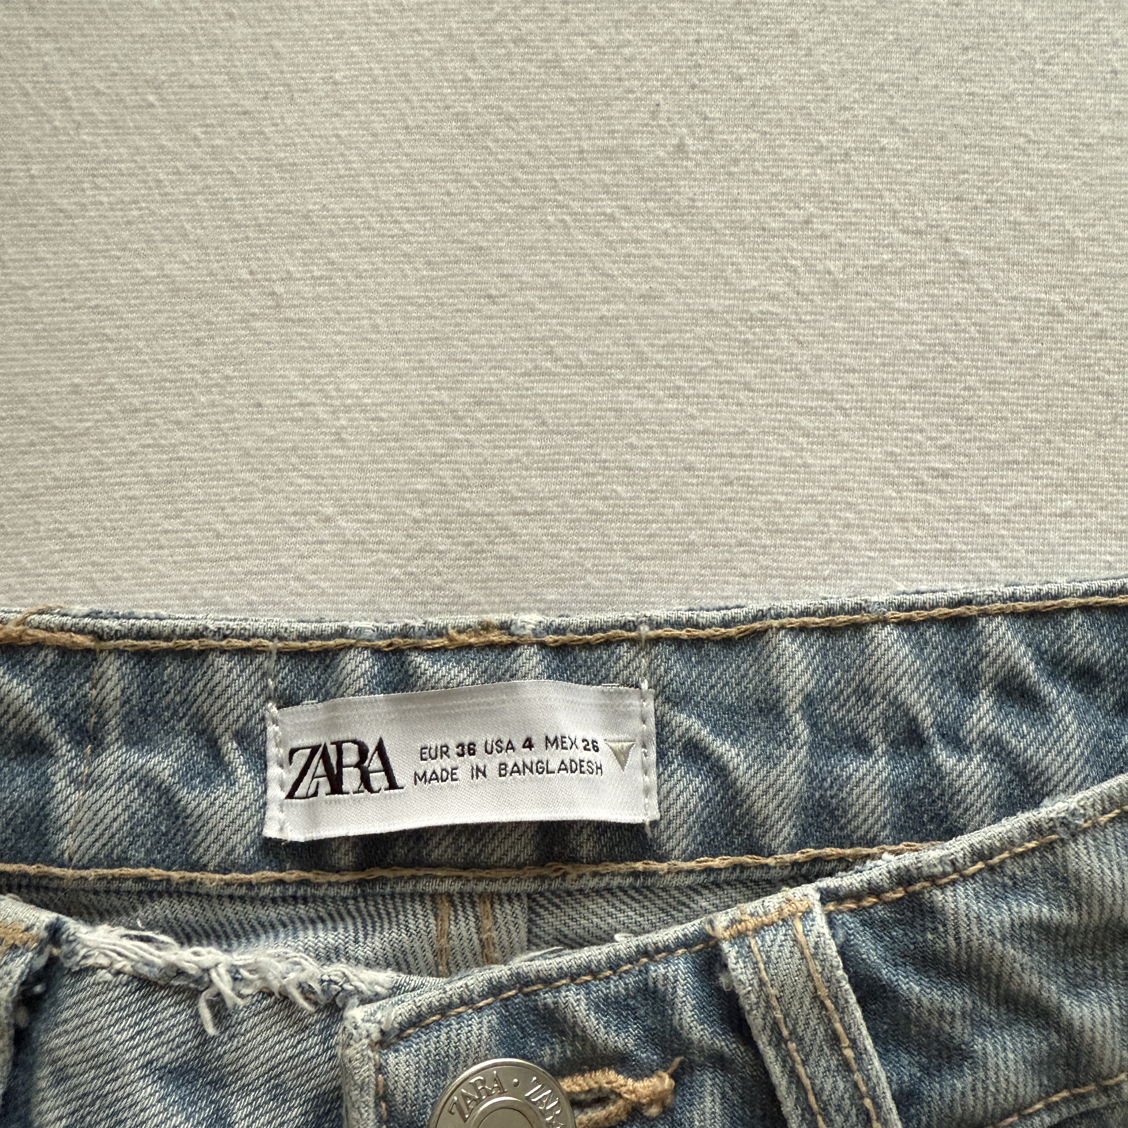 ZARA
EUR 36 USA 4 MEX 26
MADE IN BANGLADESH
ZARA · ZARA